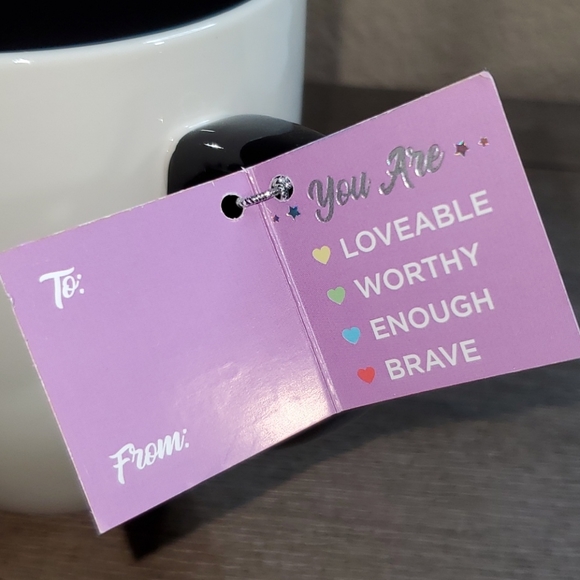 To:
From:
You Are
LOVEABLE
WORTHY
ENOUGH
BRAVE